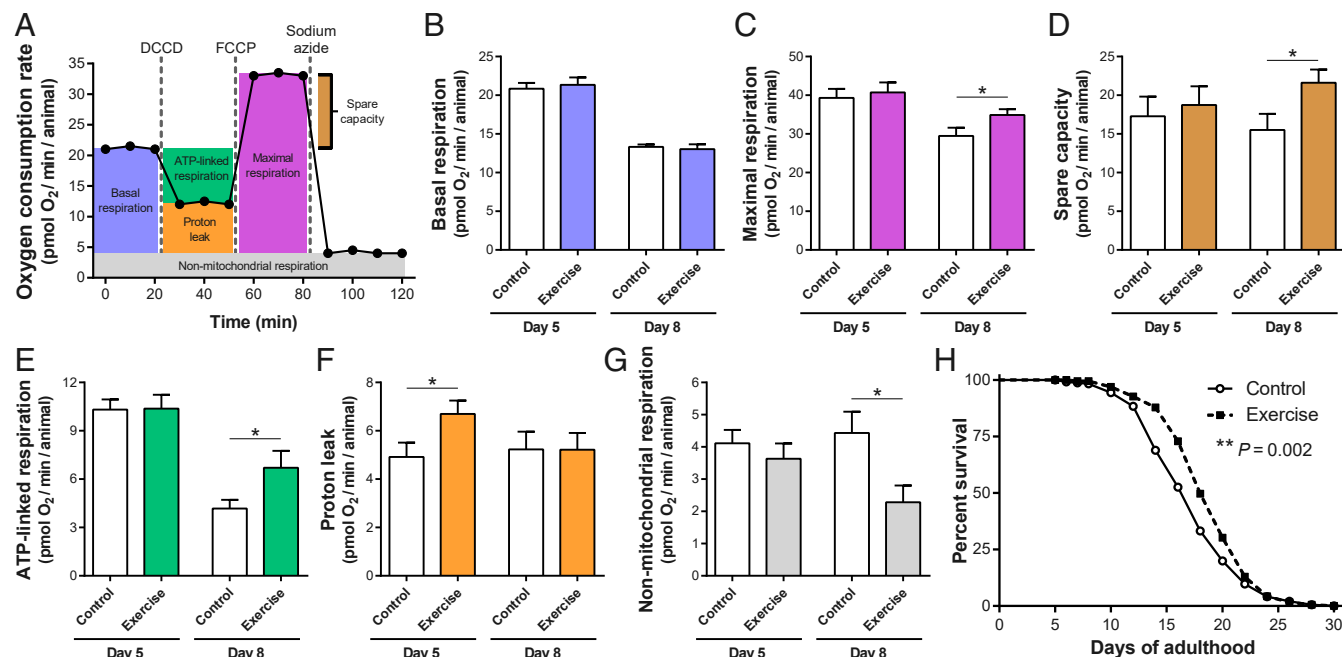 A
Oxygen consumption rate
(pmol O2 / min / animal)
35
30
25
20
15
10
5
0
DCCD
FCCP
Sodium
azide
Spare
capacity
ATP-linked
respiration
Maximal
respiration
Basal
respiration
Proton
leak
Non-mitochondrial respiration
0 20 40 60 80 100 120
Time (min)
B
Basal respiration
(pmol O2 / min / animal)
25
20
15
10
5
0
Control Exercise Control Exercise
Day 5 Day 8
C
Maximal respiration
(pmol O2 / min / animal)
50
40
30
20
10
0
*
Control Exercise Control Exercise
Day 5 Day 8
D
Spare capacity
(pmol O2 / min / animal)
25
20
15
10
5
0
*
Control Exercise Control Exercise
Day 5 Day 8
E
ATP-linked respiration
(pmol O2 / min / animal)
12
9
6
3
0
*
Control Exercise Control Exercise
Day 5 Day 8
F
Proton leak
(pmol O2 / min / animal)
8
6
4
2
0
*
Control Exercise Control Exercise
Day 5 Day 8
G
Non-mitochondrial respiration
(pmol O2 / min / animal)
6
5
4
3
2
1
0
*
Control Exercise Control Exercise
Day 5 Day 8
H
Percent survival
100
75
50
25
0
Control
Exercise
** P = 0.002
0 5 10 15 20 25 30
Days of adulthood